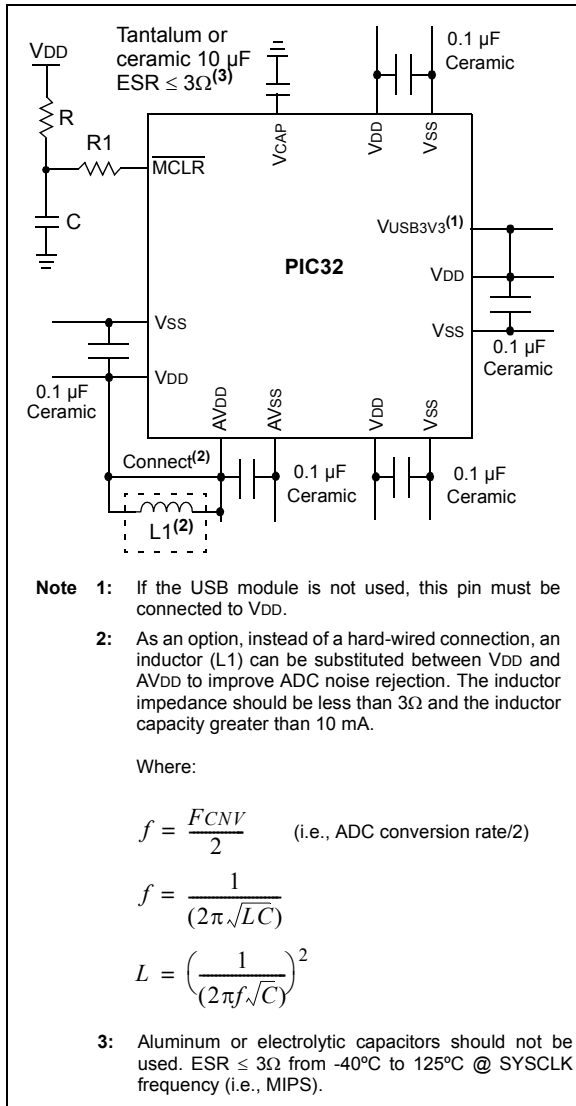 Tantalum or
ceramic 10 µF
ESR ≤ 3Ω(3)
VDD
R
R1
C
MCLR
VCAP
VDD
VSS
0.1 µF
Ceramic
VUSB3V3(1)
VDD
VSS
0.1 µF
Ceramic
PIC32
VSS
VDD
0.1 µF
Ceramic
AVDD
AVSS
VDD
VSS
Connect(2)
L1(2)
0.1 µF
Ceramic
0.1 µF
Ceramic
Note 1: If the USB module is not used, this pin must be
connected to VDD.
2: As an option, instead of a hard-wired connection, an
inductor (L1) can be substituted between VDD and
AVDD to improve ADC noise rejection. The inductor
impedance should be less than 3Ω and the inductor
capacity greater than 10 mA.
Where:
f = FCNV / 2 (i.e., ADC conversion rate/2)
f = 1 / (2π√LC)
L = (1 / (2πf√C))²
3: Aluminum or electrolytic capacitors should not be
used. ESR ≤ 3Ω from -40ºC to 125ºC @ SYSCLK
frequency (i.e., MIPS).